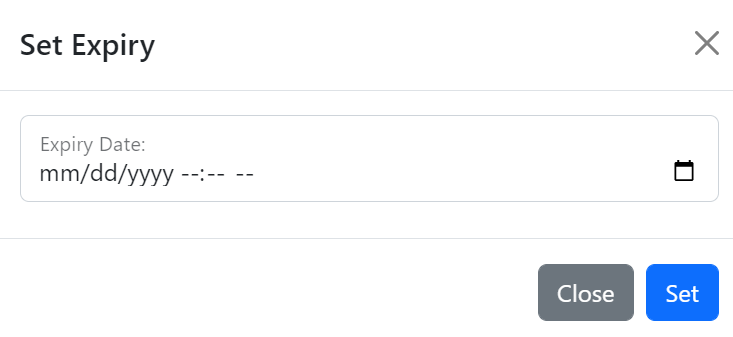 Set Expiry
Expiry Date:
mm/dd/yyyy --:-- --
Close
Set